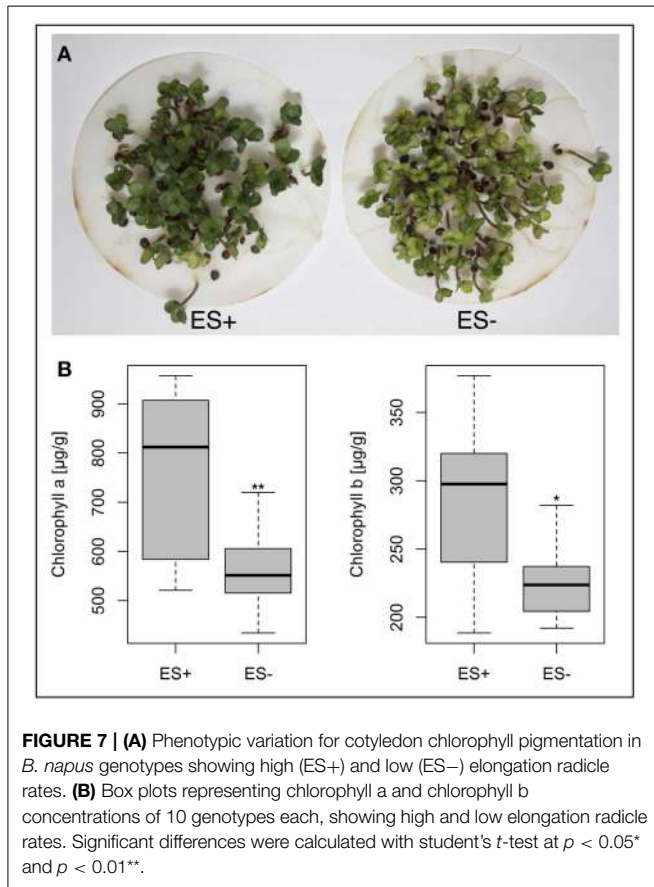 A
ES+
ES-
B
Chlorophyll a [µg/g]
900
800
700
600
500
**
ES+
ES-
Chlorophyll b [µg/g]
350
300
250
200
*
ES+
ES-
FIGURE 7 | (A) Phenotypic variation for cotyledon chlorophyll pigmentation in
B. napus genotypes showing high (ES+) and low (ES−) elongation radicle
rates. (B) Box plots representing chlorophyll a and chlorophyll b
concentrations of 10 genotypes each, showing high and low elongation radicle
rates. Significant differences were calculated with student's t-test at p < 0.05*
and p < 0.01**.